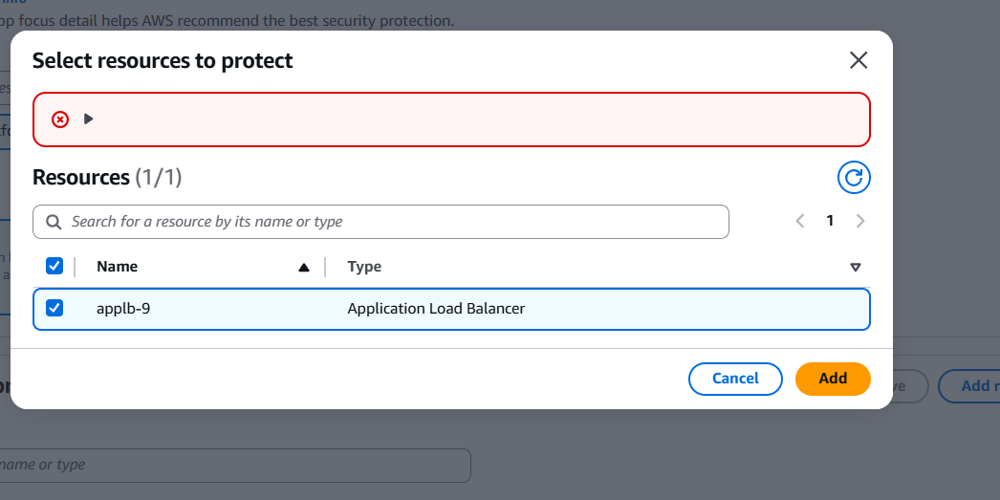 Info
op focus detail helps AWS recommend the best security protection.
Select resources to protect
Resources (1/1)
Search for a resource by its name or type
1
Name Type
applb-9 Application Load Balancer
Cancel Add
Add
name or type